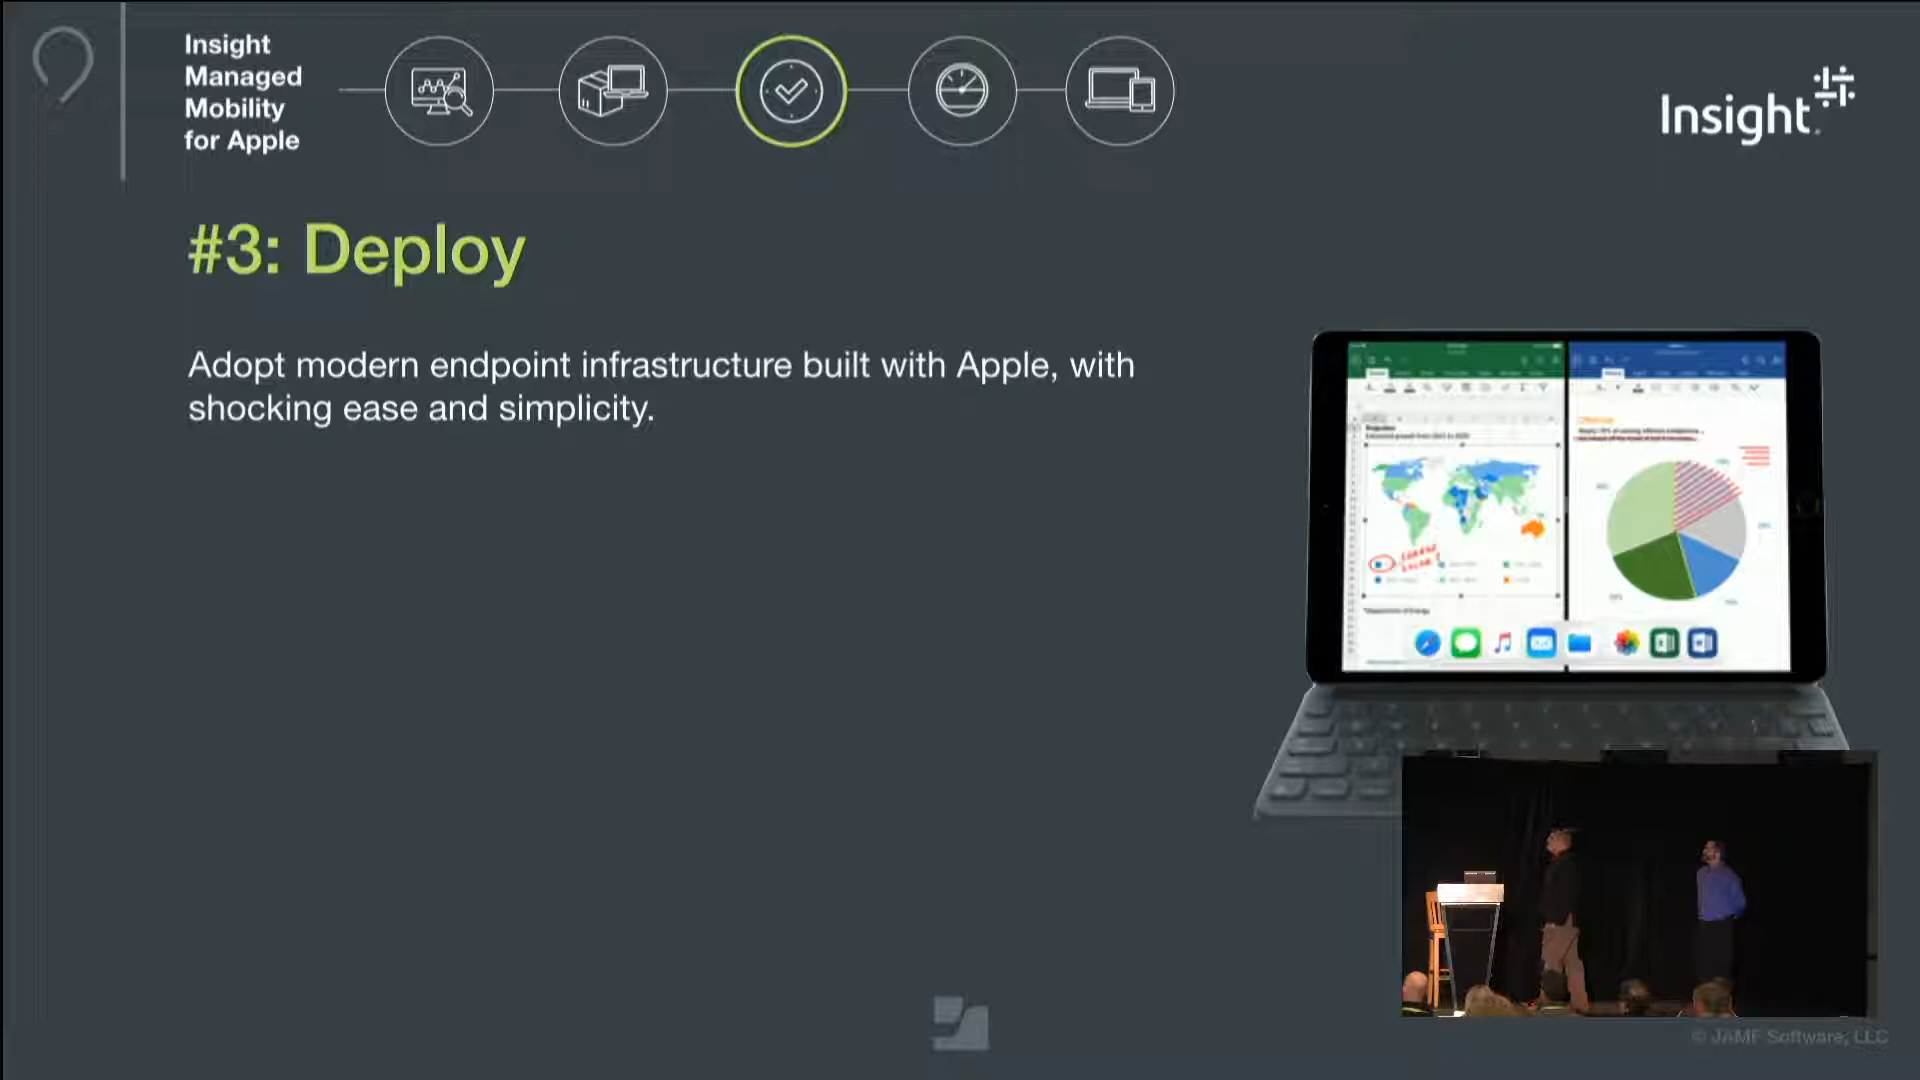 Insight
Managed
Mobility
for Apple
Insight
#3: Deploy
Adopt modern endpoint infrastructure built with Apple, with
shocking ease and simplicity.
© JAMF Software, LLC